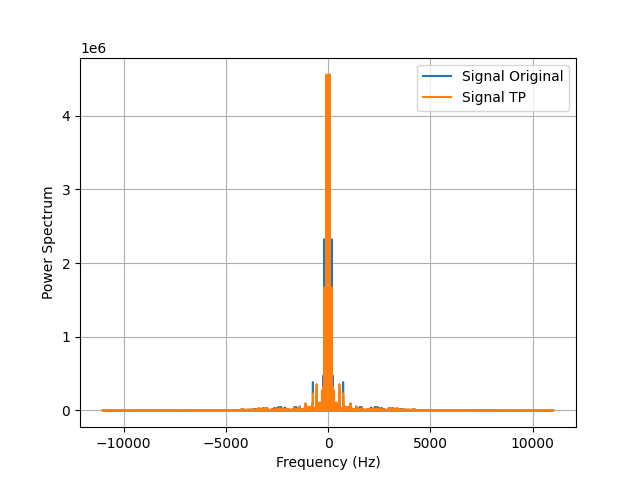 1e6
Signal Original
Signal TP
4
3
2
1
0
Power Spectrum
−10000 −5000 0 5000 10000
Frequency (Hz)